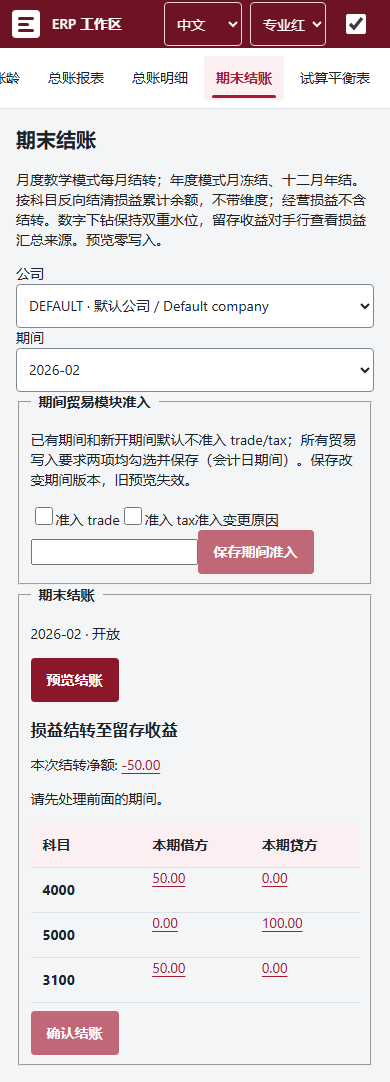 ERP 工作区 中文 专业红
总账报表 总账明细 期末结账 试算平衡表
期末结账
月度教学模式每月结转；年度模式月冻结、十二月年结。
按科目反向结清损益累计余额，不带维度；经营损益不含
结转。数字下钻保持双重水位，留存收益对手行查看损益
汇总来源。预览零写入。
公司
DEFAULT · 默认公司 / Default company
期间
2026-02
期间贸易模块准入
已有期间和新开期间默认不准入 trade/tax；所有贸易
写入要求两项均勾选并保存（会计日期间）。保存改
变期间版本，旧预览失效。
准入 trade 准入 tax准入变更原因
保存期间准入
期末结账
2026-02 · 开放
预览结账
损益结转至留存收益
本次结转净额: -50.00
请先处理前面的期间。
科目 本期借方 本期贷方
4000 50.00 0.00
5000 0.00 100.00
3100 50.00 0.00
确认结账